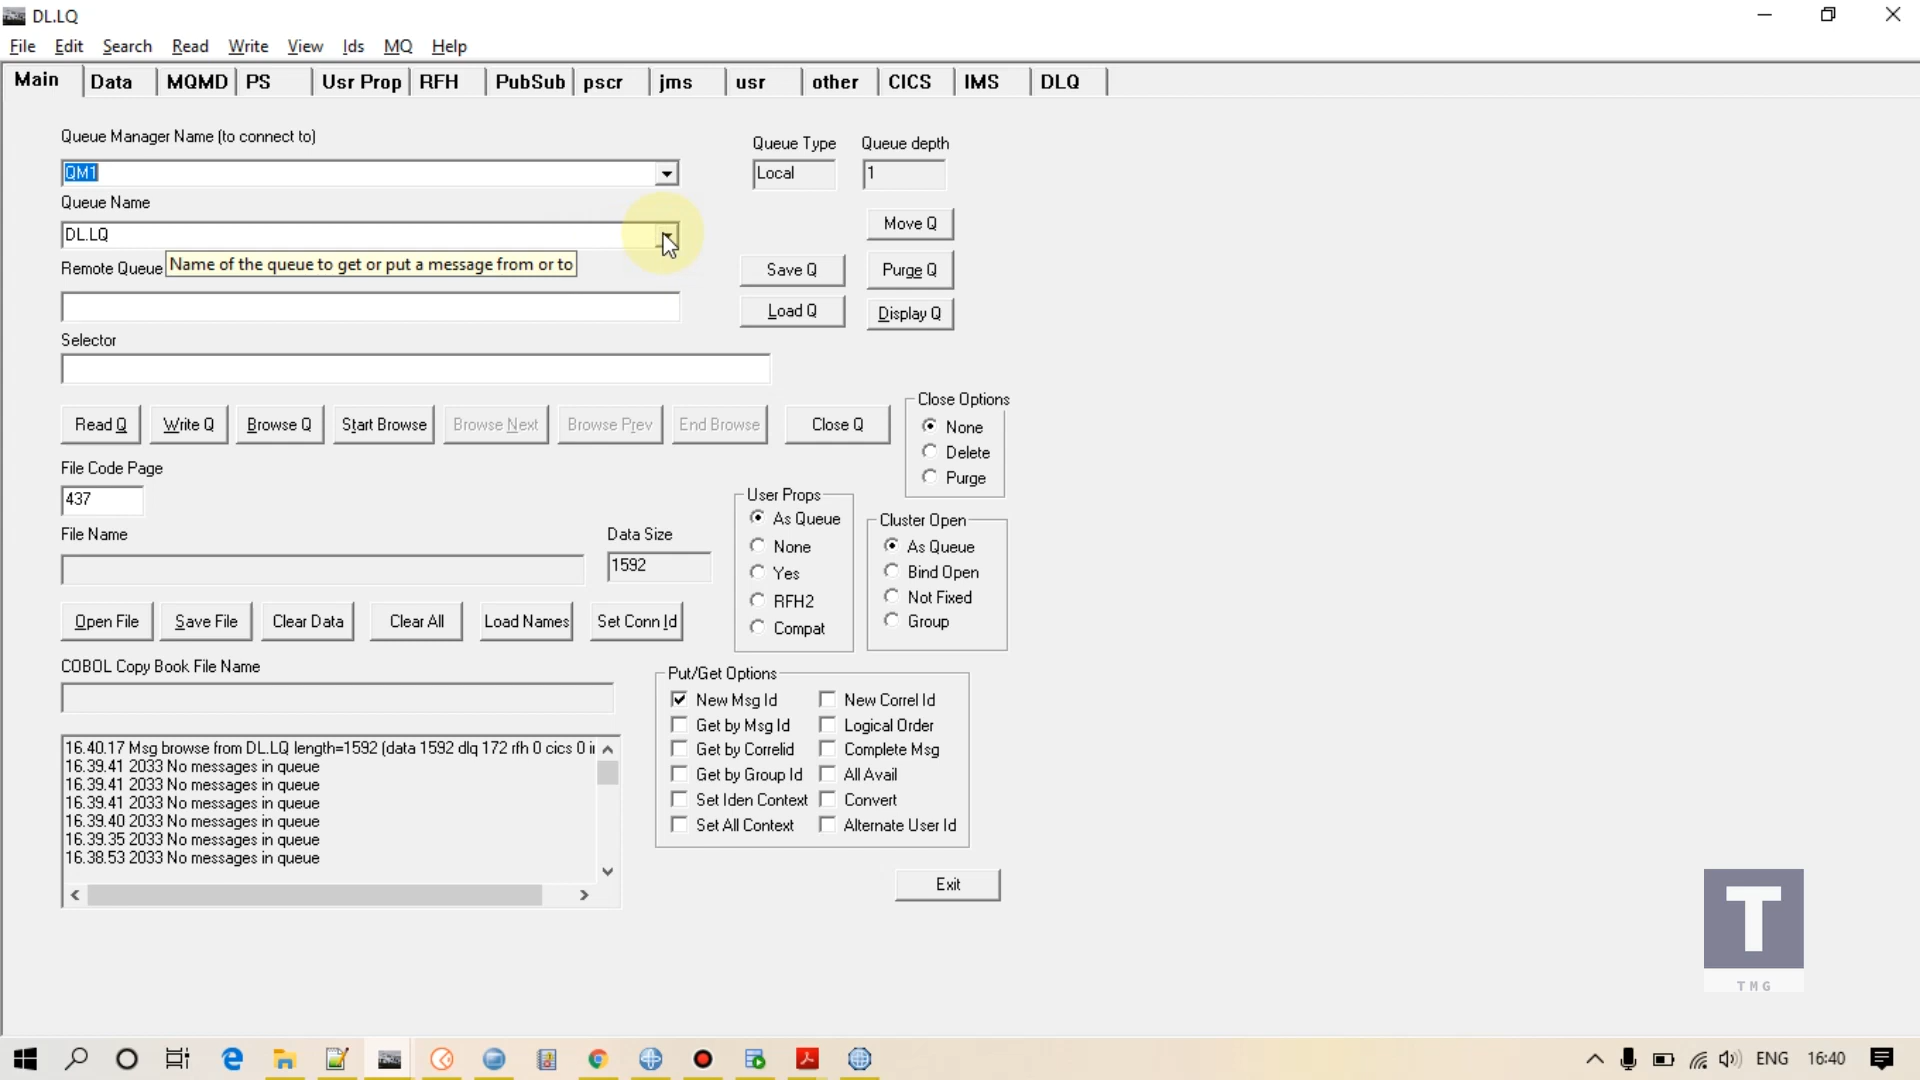 DL.LQ
File Edit Search Read Write View Ids MQ Help
Main Data MQMD PS Usr Prop RFH PubSub pscr jms usr other CICS IMS DLQ
Queue Manager Name (to connect to)
QM1
Queue Type Queue depth
Local 1
Queue Name
DL.LQ
Move Q
Remote Queue
Name of the queue to get or put a message from or to
Save Q Purge Q
Load Q Display Q
Selector
Close Options
None
Delete
Purge
Read Q Write Q Browse Q Start Browse Browse Next Browse Prev End Browse Close Q
File Code Page
437
File Name
Data Size
1592
User Props
As Queue
None
Yes
RFH2
Compat
Cluster Open
As Queue
Bind Open
Not Fixed
Group
Open File Save File Clear Data Clear All Load Names Set Conn Id
COBOL Copy Book File Name
Put/Get Options
New Msg Id New Correl Id
Get by Msg Id Logical Order
Get by Correlid Complete Msg
Get by Group Id All Avail
Set Iden Context Convert
Set All Context Alternate User Id
16.40.17 Msg browse from DL.LQ length=1592 (data 1592 dlq 172 rfh 0 cics 0 i
16.39.41 2033 No messages in queue
16.39.41 2033 No messages in queue
16.39.41 2033 No messages in queue
16.39.40 2033 No messages in queue
16.39.35 2033 No messages in queue
16.38.53 2033 No messages in queue
Exit
T
TMG
ENG 16:40